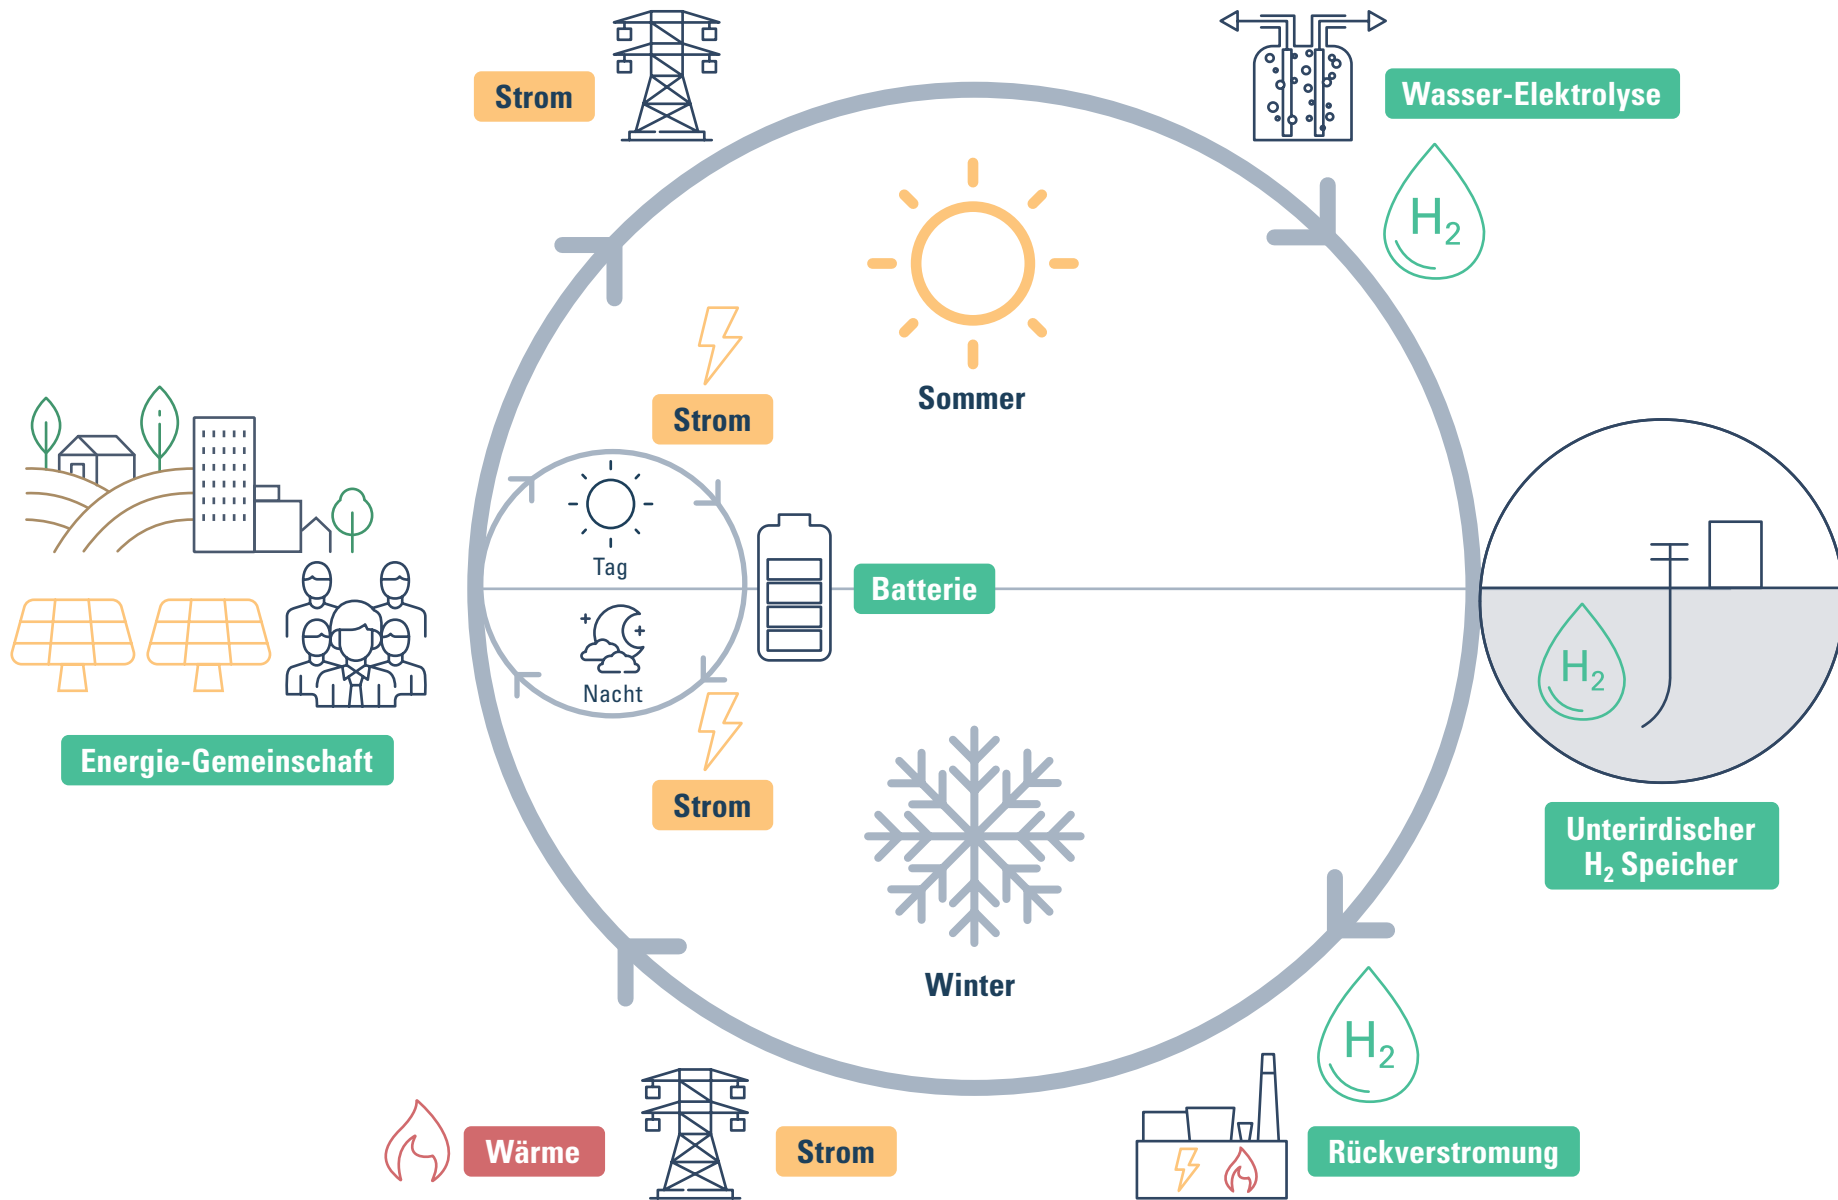 Strom
Wasser-Elektrolyse
H₂
Strom
Sommer
Tag
Batterie
Nacht
H₂
Energie-Gemeinschaft
Strom
Unterirdischer
H₂ Speicher
Winter
H₂
Wärme
Strom
Rückverstromung